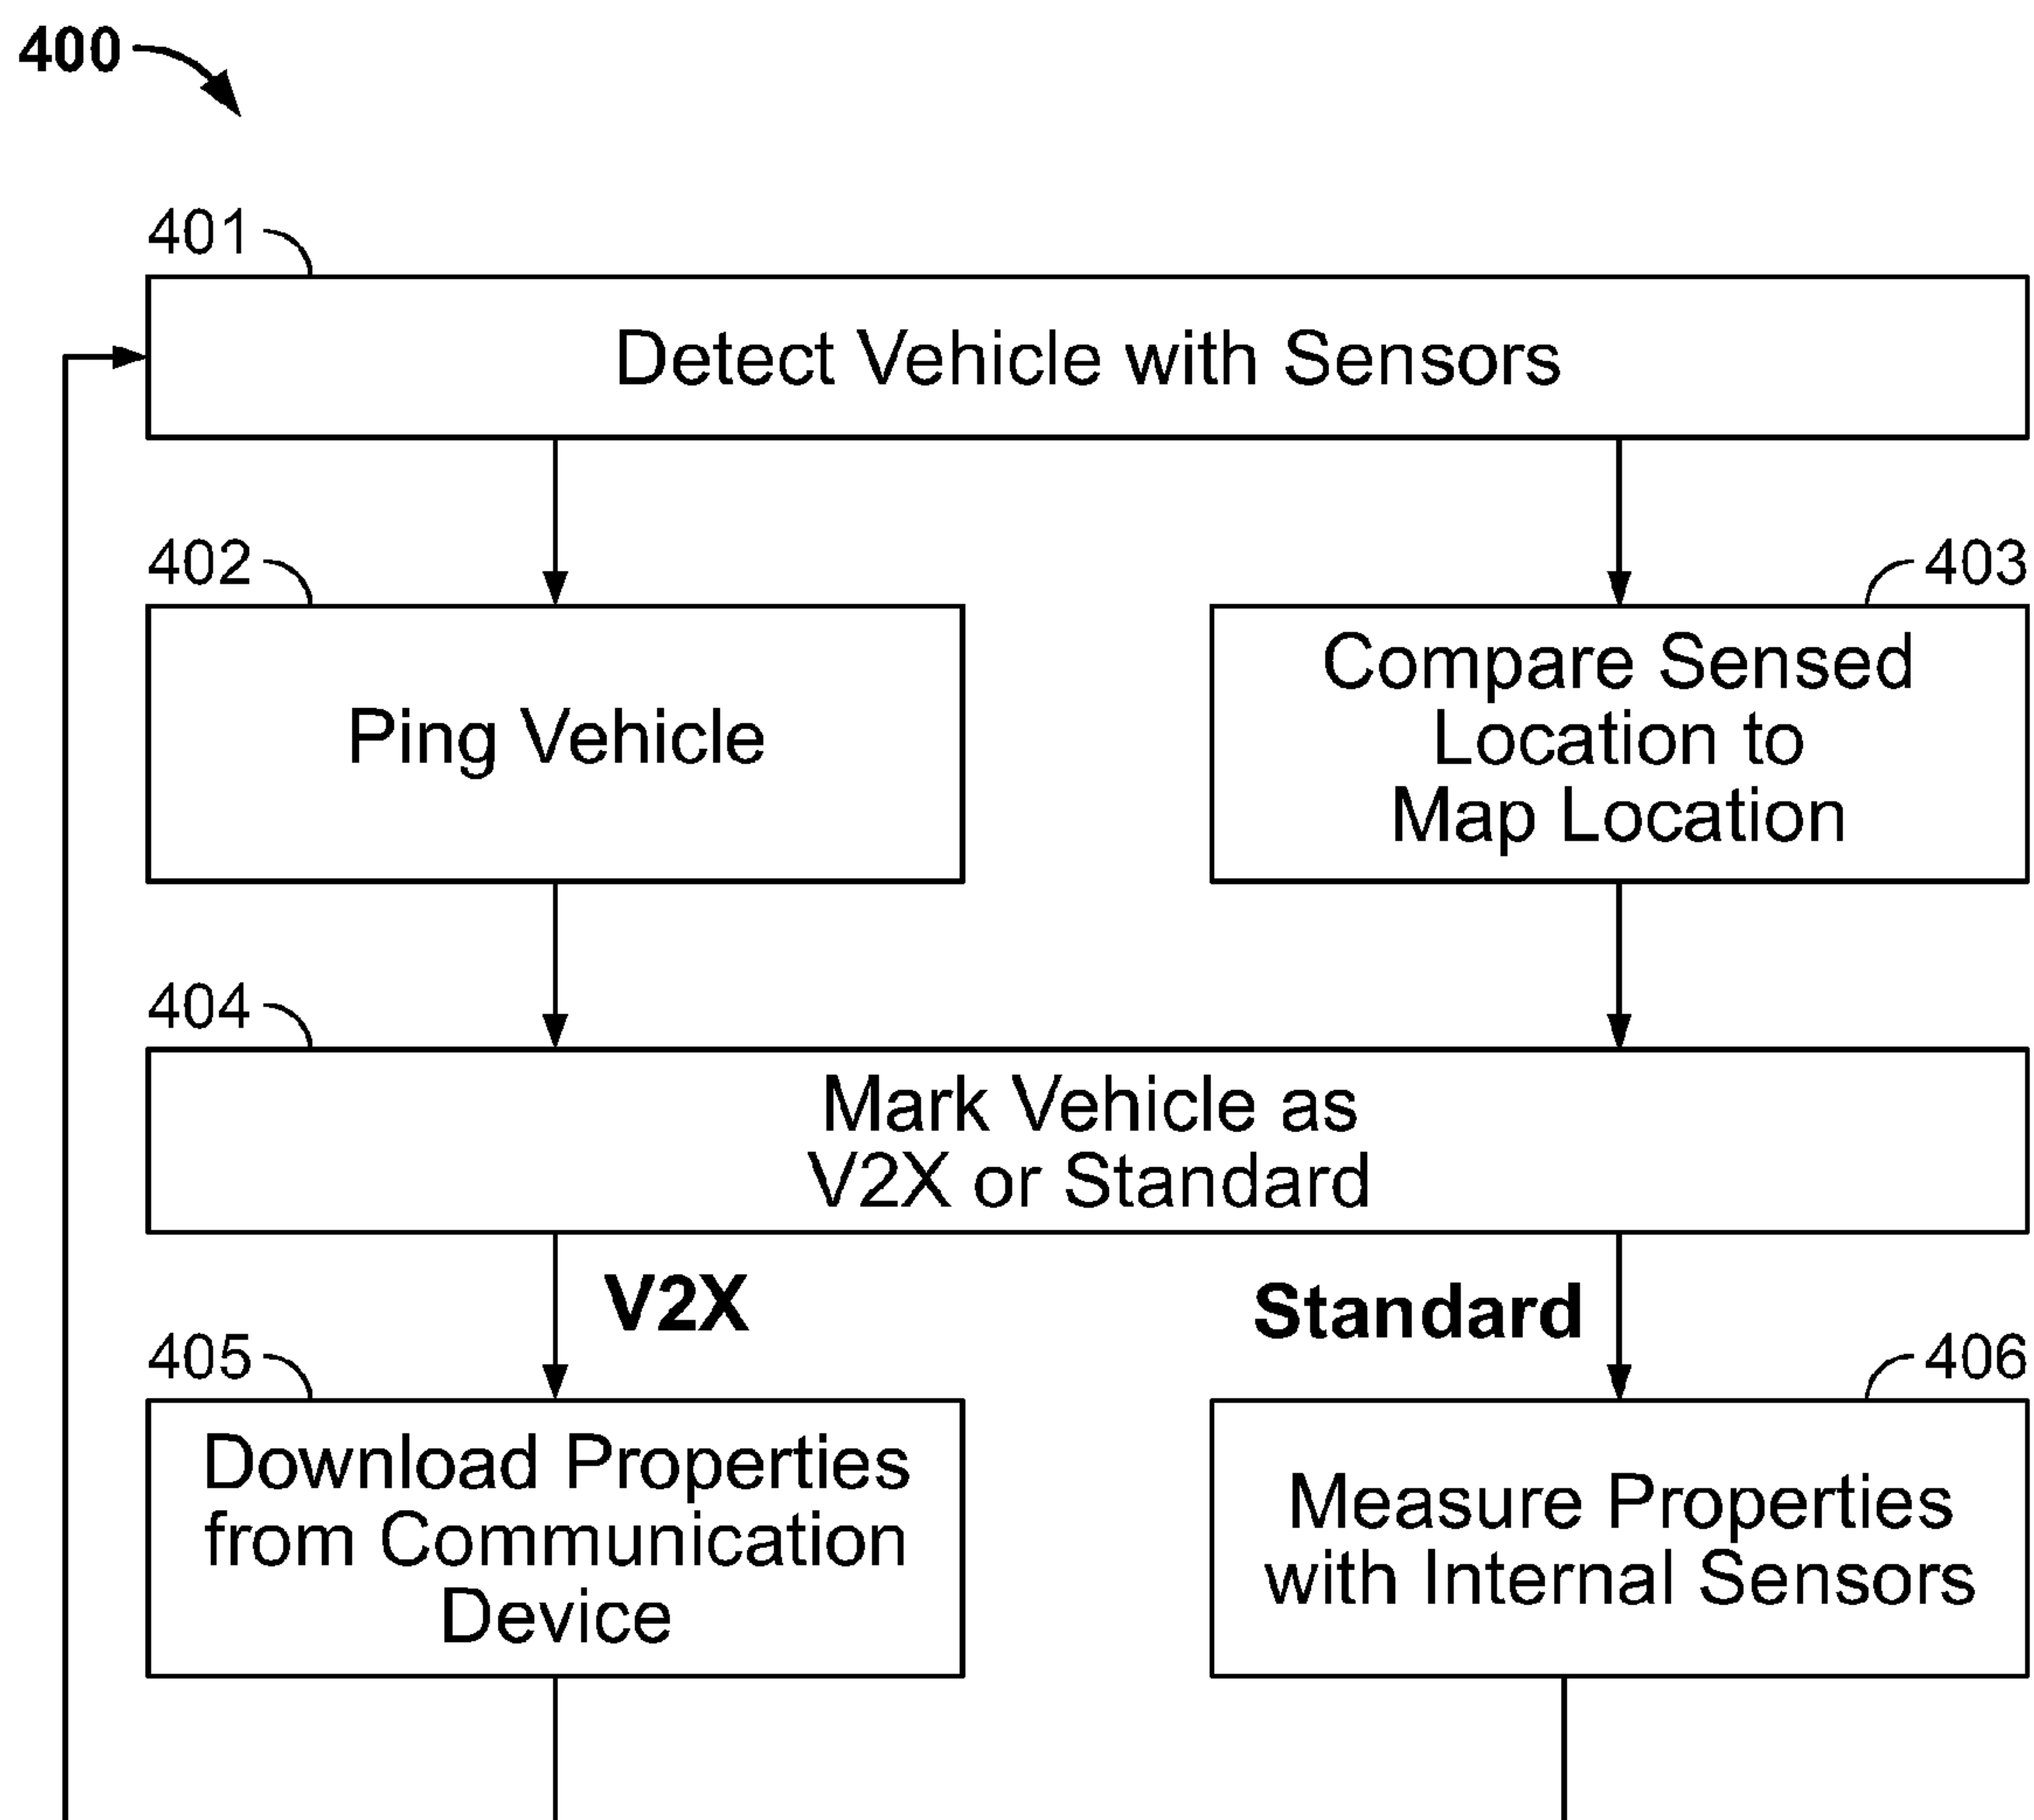 400
401
Detect Vehicle with Sensors
402
403
Ping Vehicle
Compare Sensed
Location to
Map Location
404
Mark Vehicle as
V2X or Standard
V2X
Standard
405
406
Download Properties
from Communication
Device
Measure Properties
with Internal Sensors